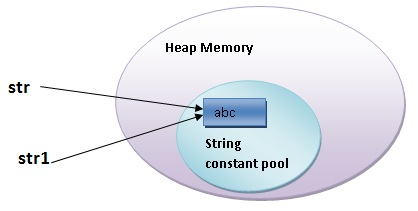 Heap Memory
str
abc
str1
String
constant pool